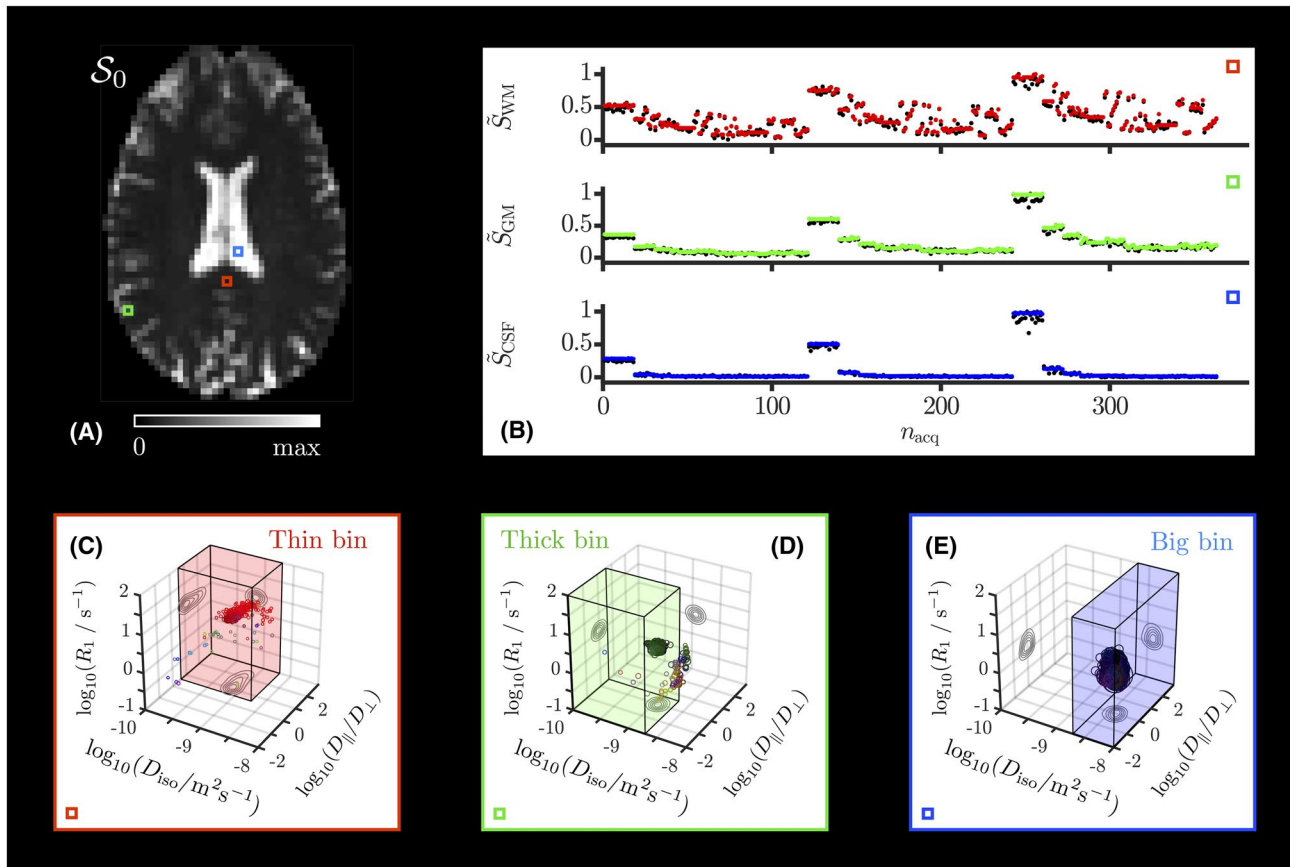 S₀
(A)
0 max
S̃WM
1
0.5
0
S̃GM
1
0.5
0
S̃CSF
1
0.5
0
0 100 200 300
nacq
(B)
(C)
Thin bin
log₁₀(R₁ / s⁻¹)
2
1
0
-1
-10
-9
-8
log₁₀(Diso/m²s⁻¹)
-2
0
2
log₁₀(D∥/D⊥)
Thick bin
(D)
log₁₀(R₁ / s⁻¹)
2
1
0
-1
-10
-9
-8
log₁₀(Diso/m²s⁻¹)
-2
0
2
log₁₀(D∥/D⊥)
(E)
Big bin
log₁₀(R₁ / s⁻¹)
2
1
0
-1
-10
-9
-8
log₁₀(Diso/m²s⁻¹)
-2
0
2
log₁₀(D∥/D⊥)